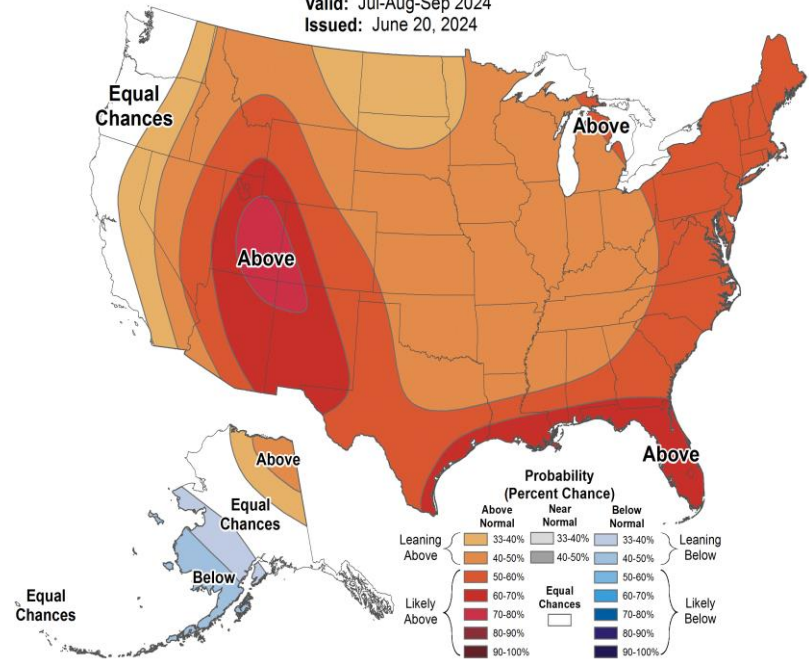 Valid: Jul-Aug-Sep 2024
Issued: June 20, 2024
Equal
Chances
Above
Above
Above
Above
Equal
Chances
Below
Equal
Chances
Probability
(Percent Chance)
Above
Normal
Near
Normal
Below
Normal
Leaning
Above
33-40%
33-40%
33-40%
Leaning
Below
40-50%
40-50%
40-50%
Likely
Above
50-60%
50-60%
Likely
Below
60-70%
60-70%
Equal
Chances
70-80%
70-80%
80-90%
80-90%
90-100%
90-100%